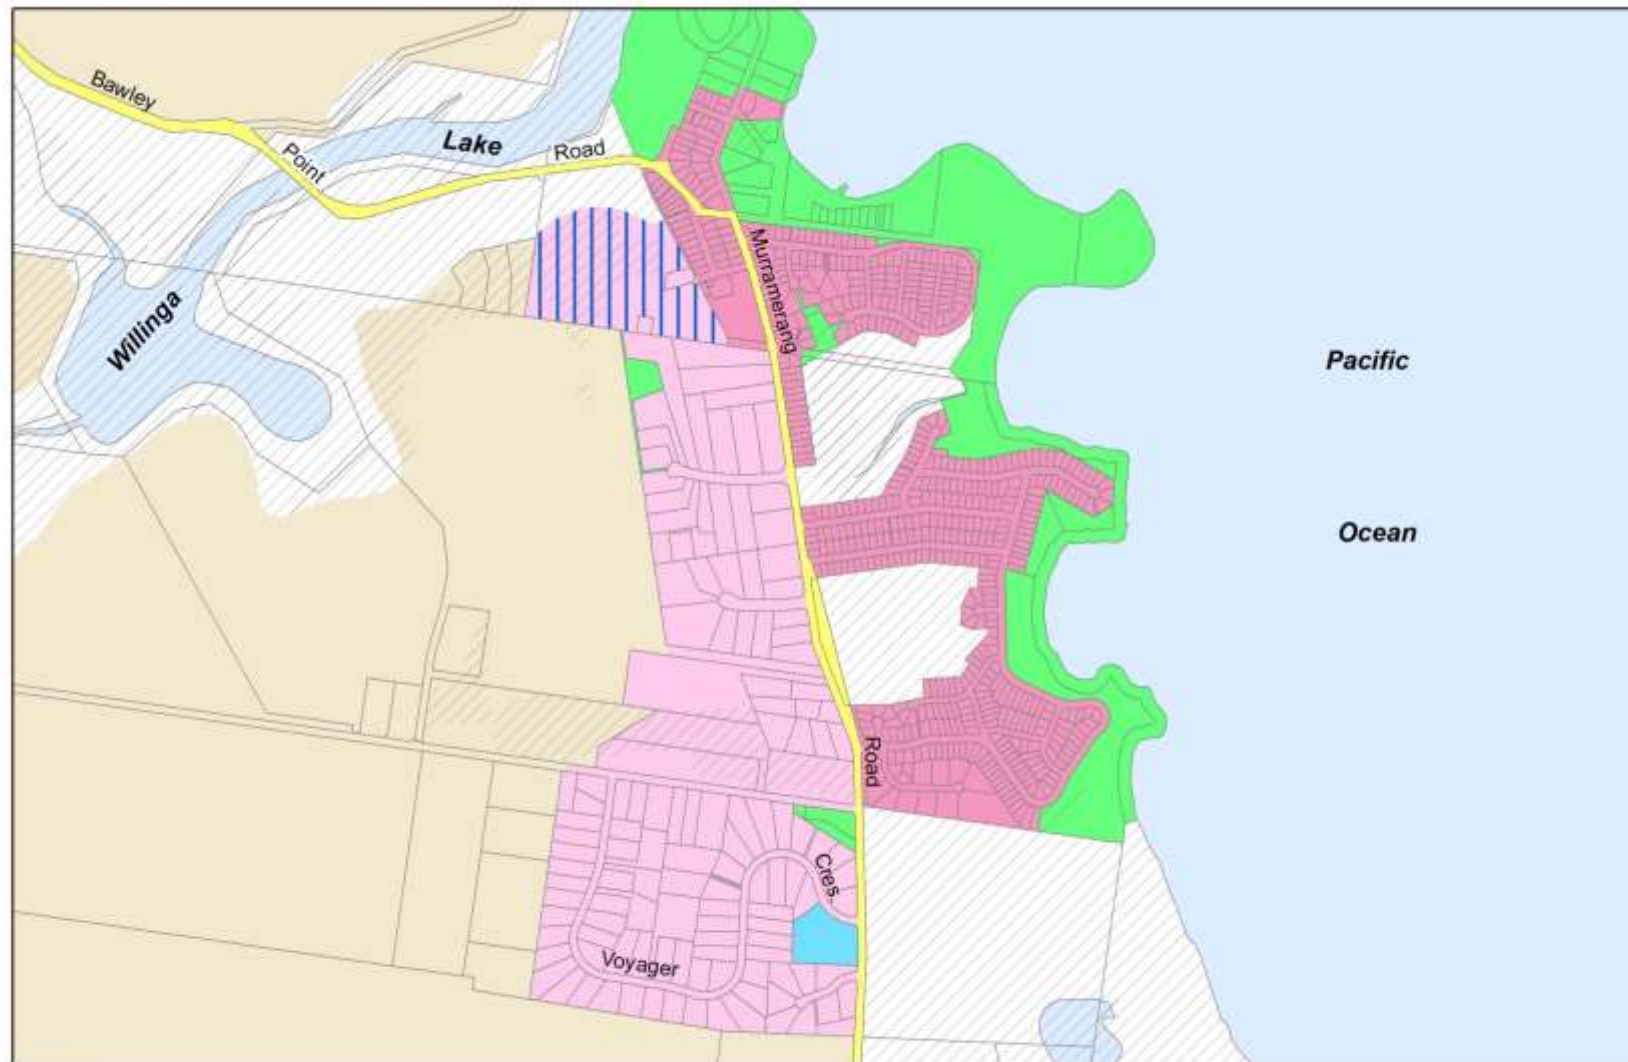 Bawley
Point
Lake
Road
Willinga
Murramerang
Pacific
Ocean
Road
Cres
Voyager